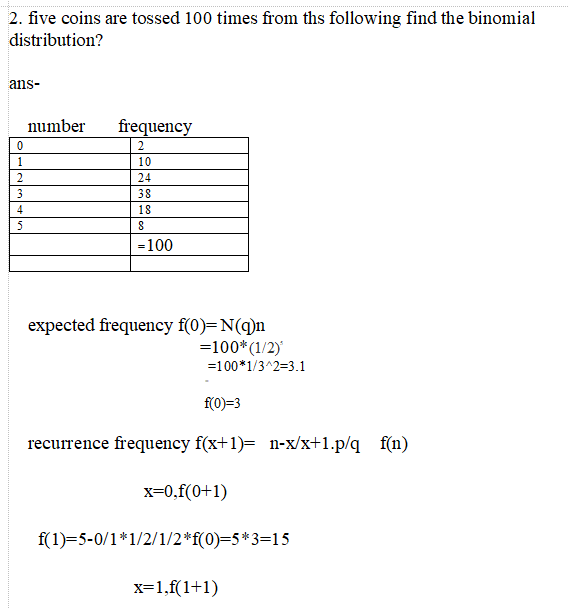 2. five coins are tossed 100 times from ths following find the binomial
distribution?
ans-
number frequency
0 2
1 10
2 24
3 38
4 18
5 8
=100
expected frequency f(0)= N(q)n
=100*(1/2)⁵
=100*1/3^2=3.1
f(0)=3
recurrence frequency f(x+1)= n-x/x+1.p/q f(n)
x=0,f(0+1)
f(1)=5-0/1*1/2/1/2*f(0)=5*3=15
x=1,f(1+1)